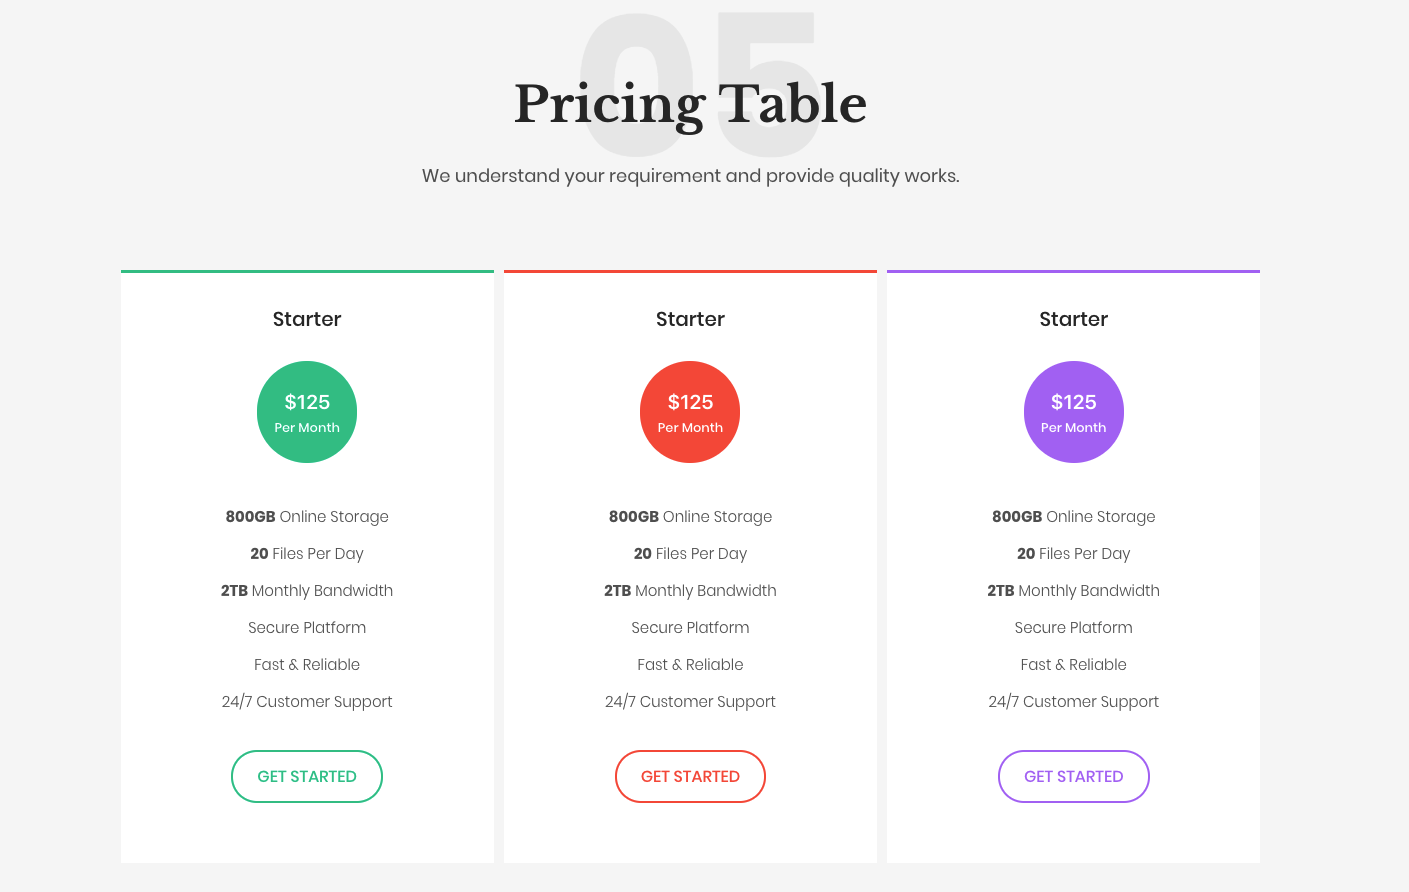 05
Pricing Table
We understand your requirement and provide quality works.
Starter
$125
Per Month
800GB Online Storage
20 Files Per Day
2TB Monthly Bandwidth
Secure Platform
Fast & Reliable
24/7 Customer Support
GET STARTED
Starter
$125
Per Month
800GB Online Storage
20 Files Per Day
2TB Monthly Bandwidth
Secure Platform
Fast & Reliable
24/7 Customer Support
GET STARTED
Starter
$125
Per Month
800GB Online Storage
20 Files Per Day
2TB Monthly Bandwidth
Secure Platform
Fast & Reliable
24/7 Customer Support
GET STARTED